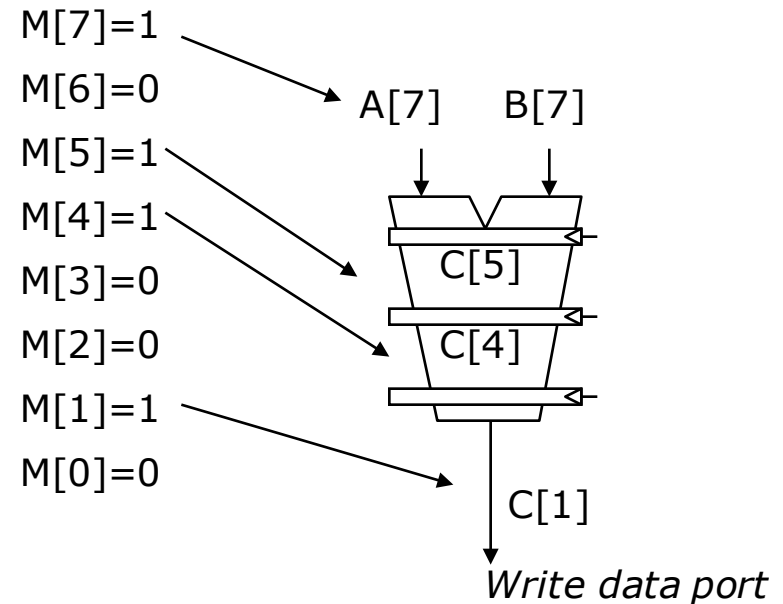 M[7]=1
M[6]=0
M[5]=1
M[4]=1
M[3]=0
M[2]=0
M[1]=1
M[0]=0
A[7] B[7]
C[5]
C[4]
C[1]
Write data port